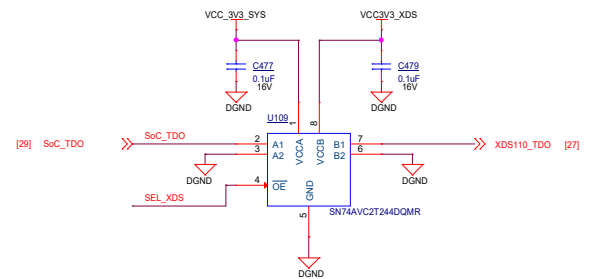 VCC_3V3_SYS
VCC3V3_XDS
C477
0.1uF
16V
DGND
C479
0.1uF
16V
DGND
U109
1
8
[29] SoC_TDO
SoC_TDO
2
A1
3
A2
VCCA
VCCB
B1
7
B2
6
XDS110_TDO [27]
DGND
DGND
SEL_XDS
4
OE
GND
5
SN74AVC2T244DQMR
DGND